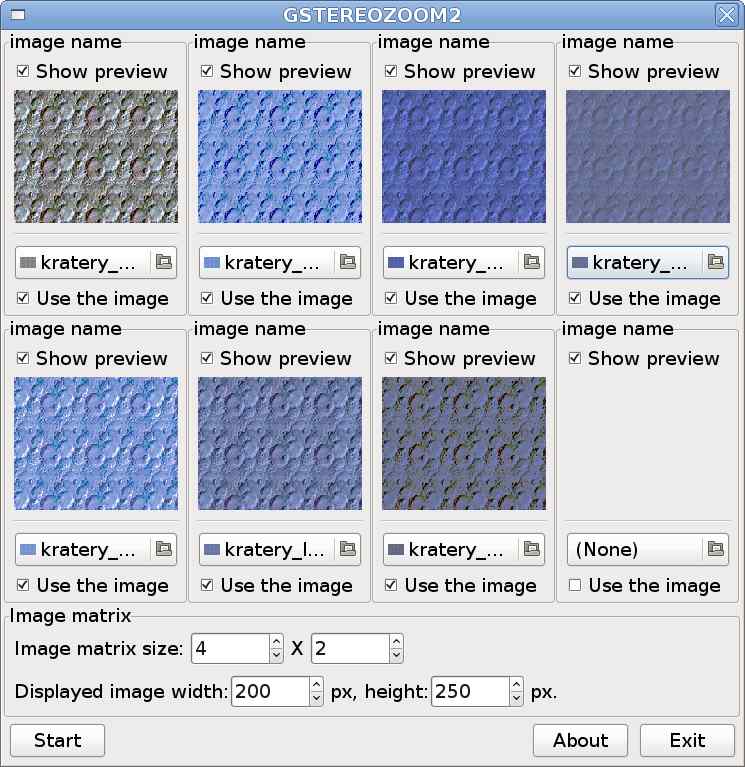 GSTEREOZOOM2
image name image name image name image name
Show preview Show preview Show preview Show preview
kratery_... kratery_... kratery_... kratery_...
Use the image Use the image Use the image Use the image
image name image name image name image name
Show preview Show preview Show preview Show preview
kratery_... kratery_l... kratery_... (None)
Use the image Use the image Use the image Use the image
Image matrix
Image matrix size: 4 X 2
Displayed image width: 200 px, height: 250 px.
Start About Exit